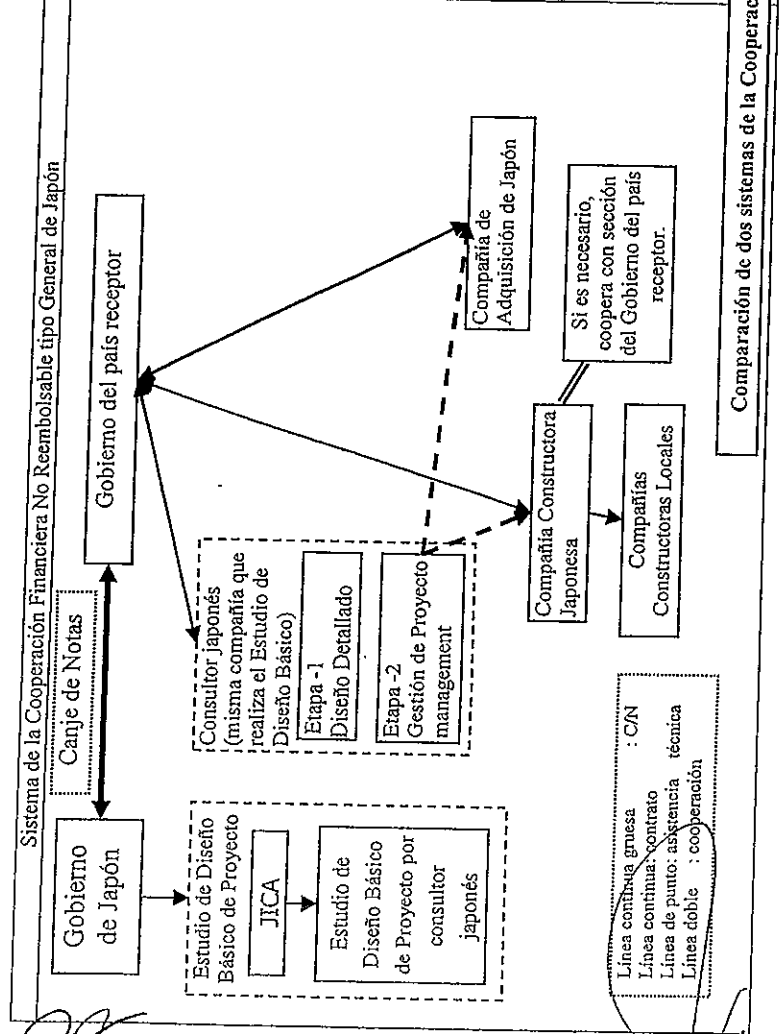 Sistema de la Cooperación Financiera No Reembolsable tipo General de Japón
Gobierno
de Japón
Canje de Notas
Gobierno del país receptor
Estudio de Diseño
Básico de Proyecto
JICA
Estudio de
Diseño Básico
de Proyecto por
consultor
japonés
Consultor japonés
(misma compañía que
realiza el Estudio de
Diseño Básico)
Etapa -1
Diseño Detallado
Etapa -2
Gestión de Proyecto
management
Compañía de
Adquisición de Japón
Compañía Constructora
Japonesa
Si es necesario,
coopera con sección
del Gobierno del país
receptor.
Compañías
Constructoras Locales
Línea continua gruesa : C/N
Línea continua: contrato
Línea de punto: asistencia técnica
Línea doble : cooperación
Comparación de dos sistemas de la Cooperac